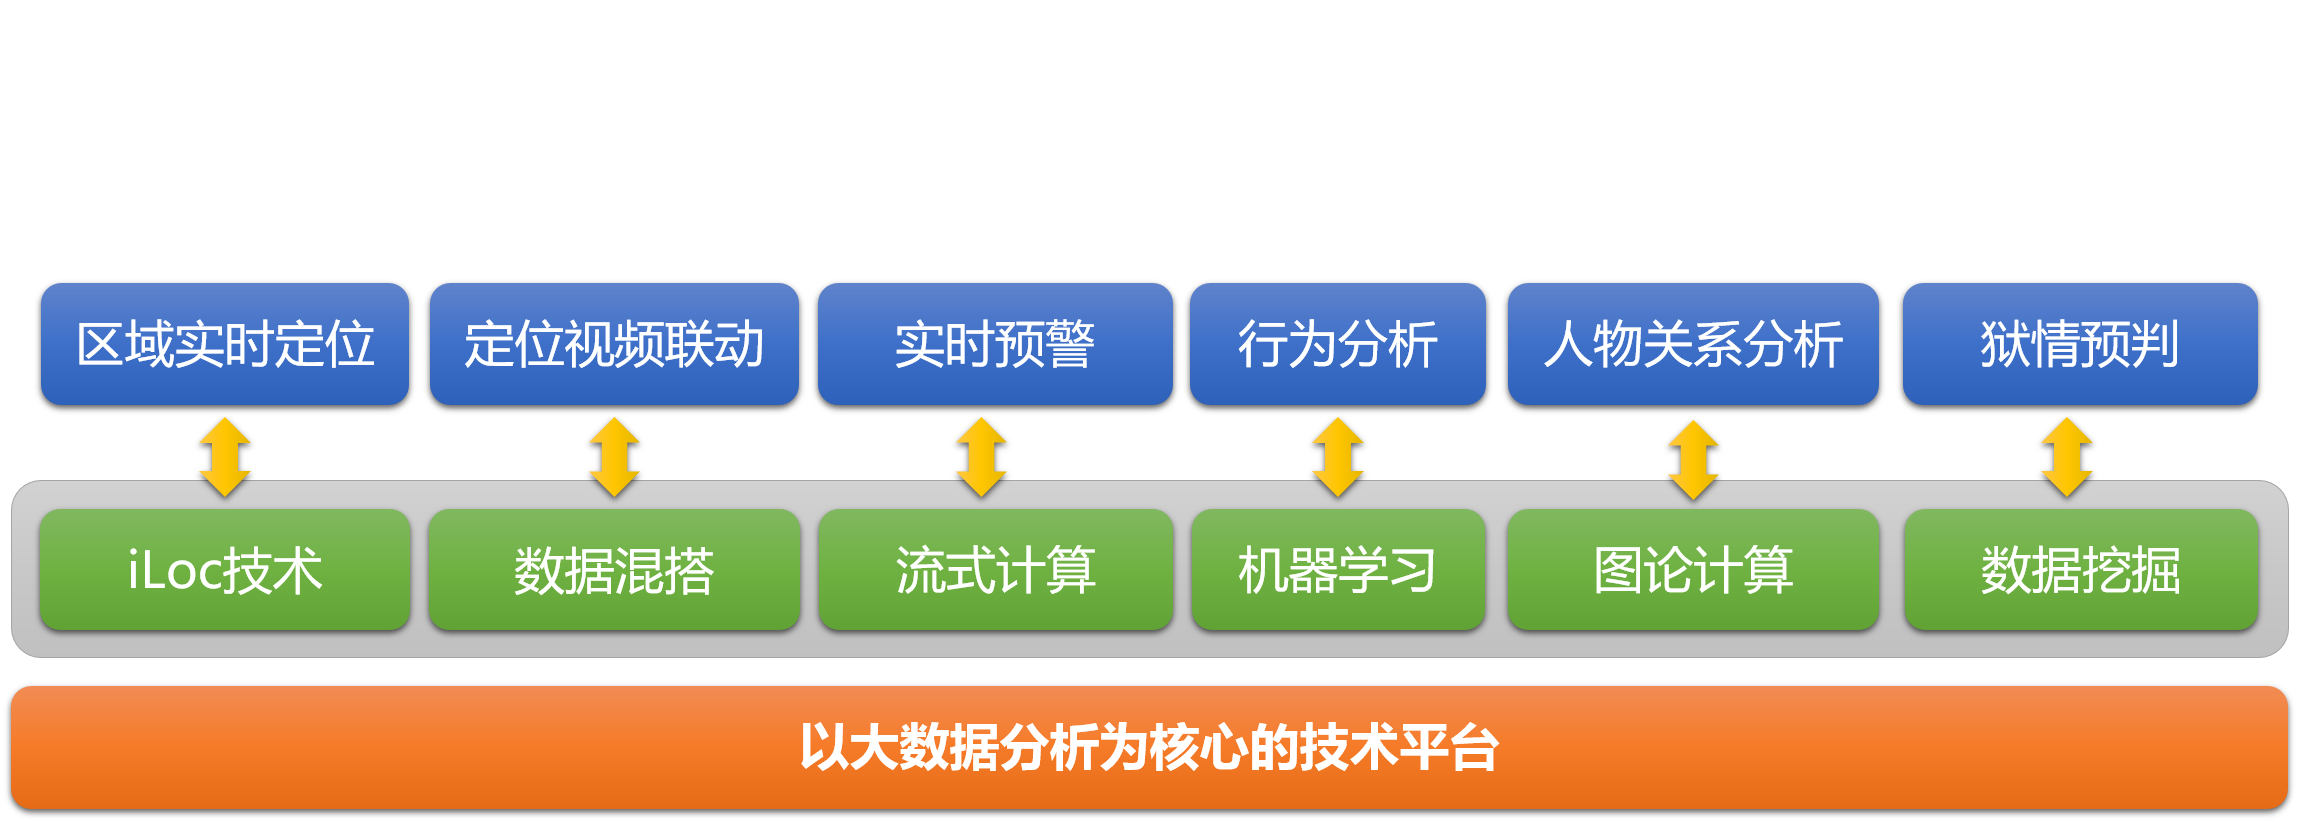 区域实时定位
定位视频联动
实时预警
行为分析
人物关系分析
狱情预判
iLoc技术
数据混搭
流式计算
机器学习
图论计算
数据挖掘
以大数据分析为核心的技术平台